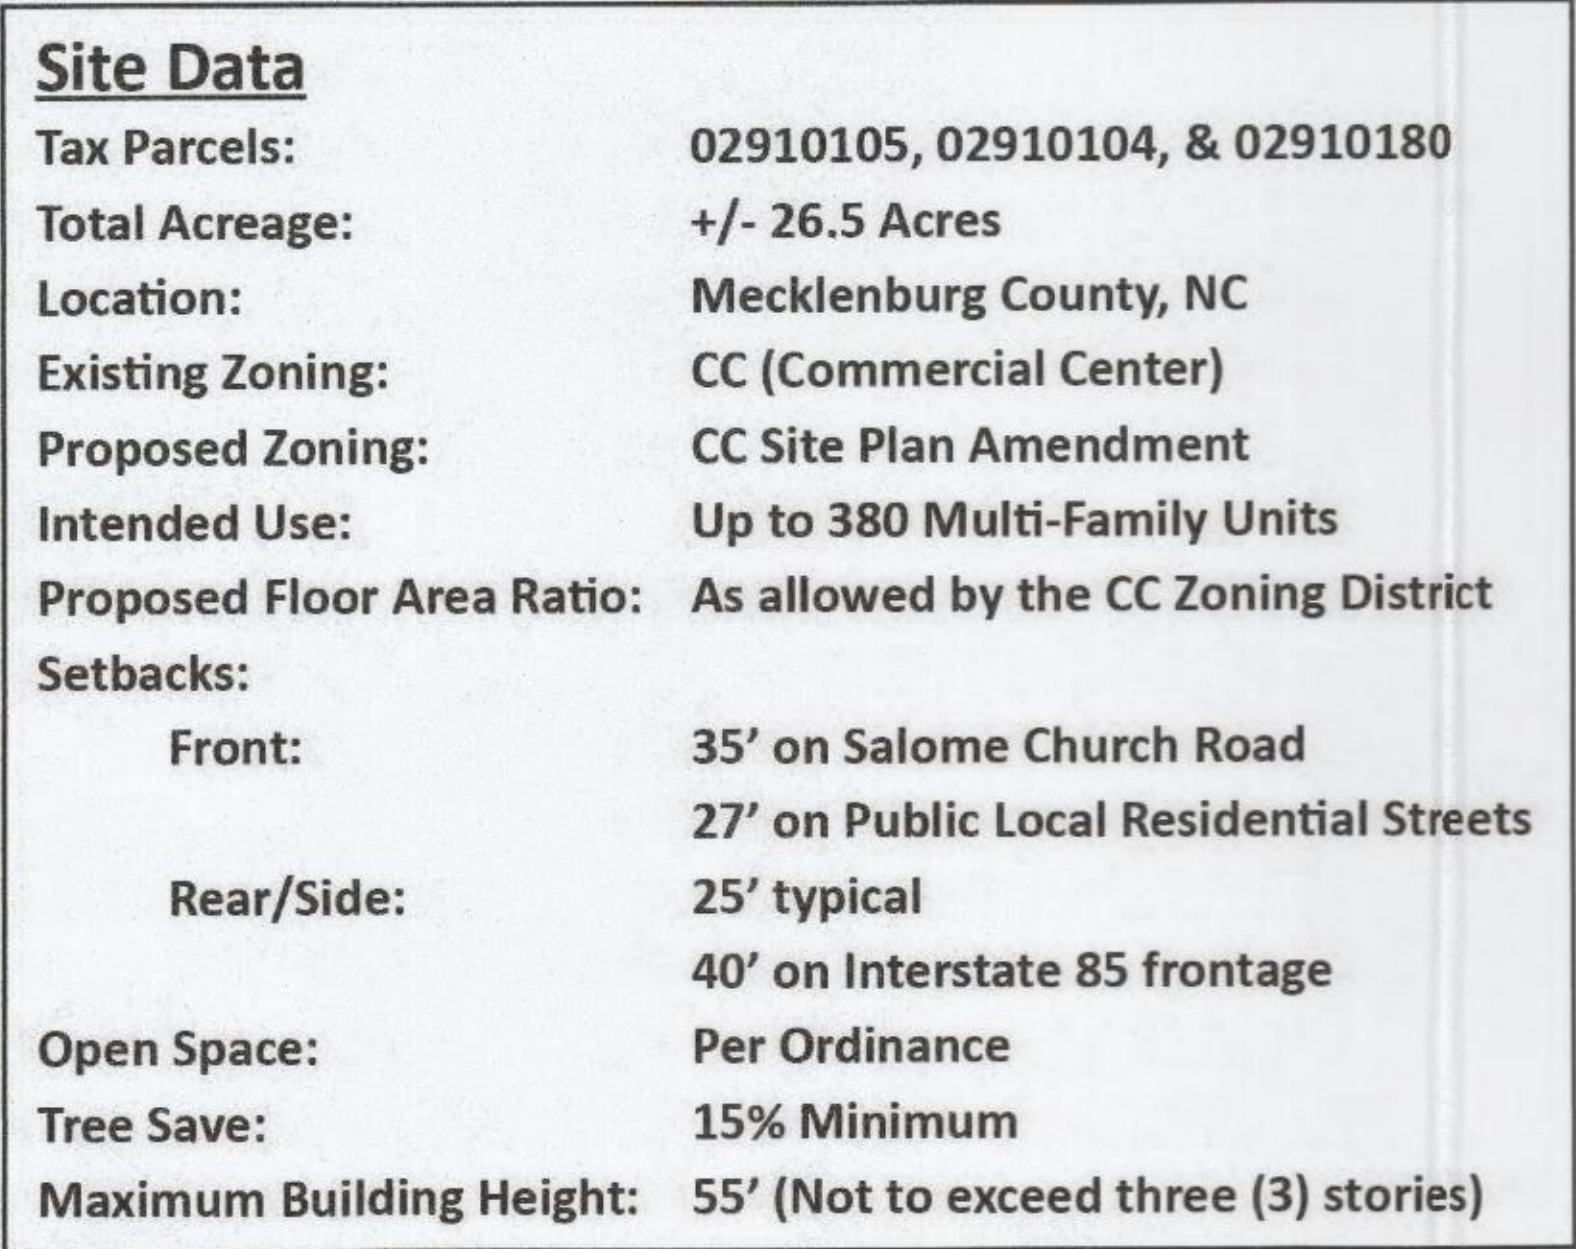 Site Data
Tax Parcels: 02910105, 02910104, & 02910180
Total Acreage: +/- 26.5 Acres
Location: Mecklenburg County, NC
Existing Zoning: CC (Commercial Center)
Proposed Zoning: CC Site Plan Amendment
Intended Use: Up to 380 Multi-Family Units
Proposed Floor Area Ratio: As allowed by the CC Zoning District
Setbacks:
Front: 35' on Salome Church Road
27' on Public Local Residential Streets
Rear/Side: 25' typical
40' on Interstate 85 frontage
Open Space: Per Ordinance
Tree Save: 15% Minimum
Maximum Building Height: 55' (Not to exceed three (3) stories)